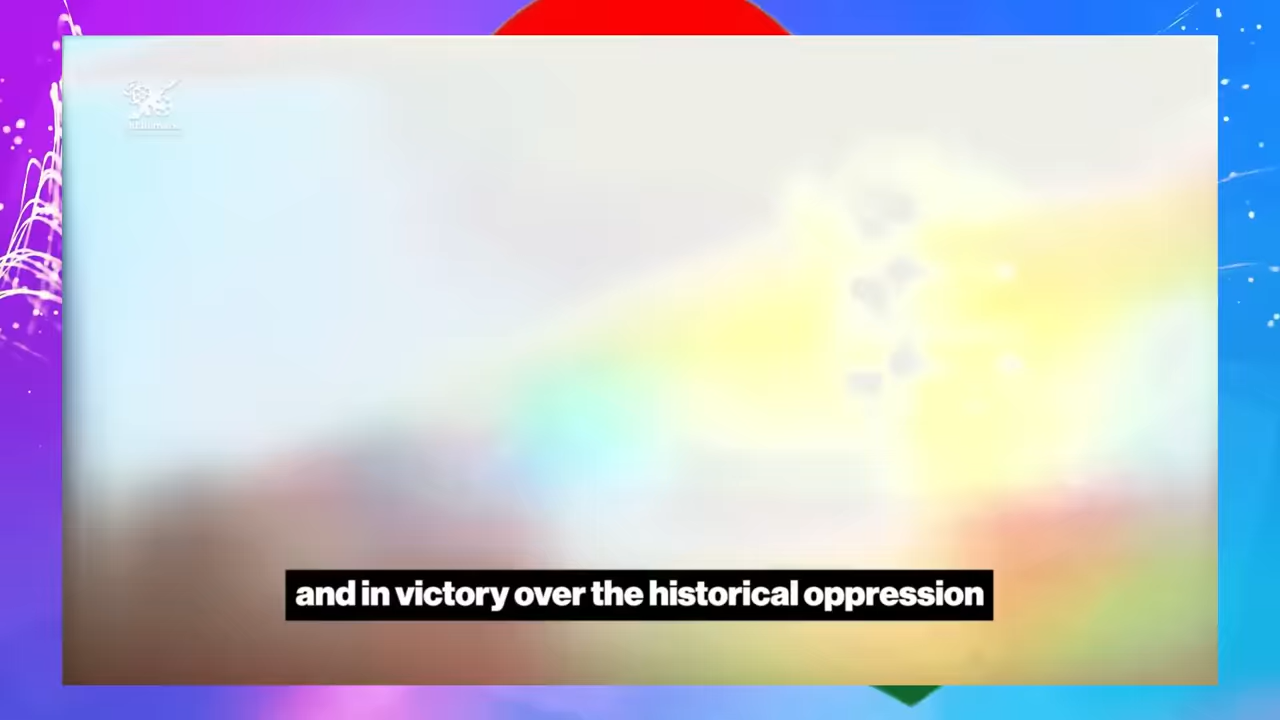 and in victory over the historical oppression